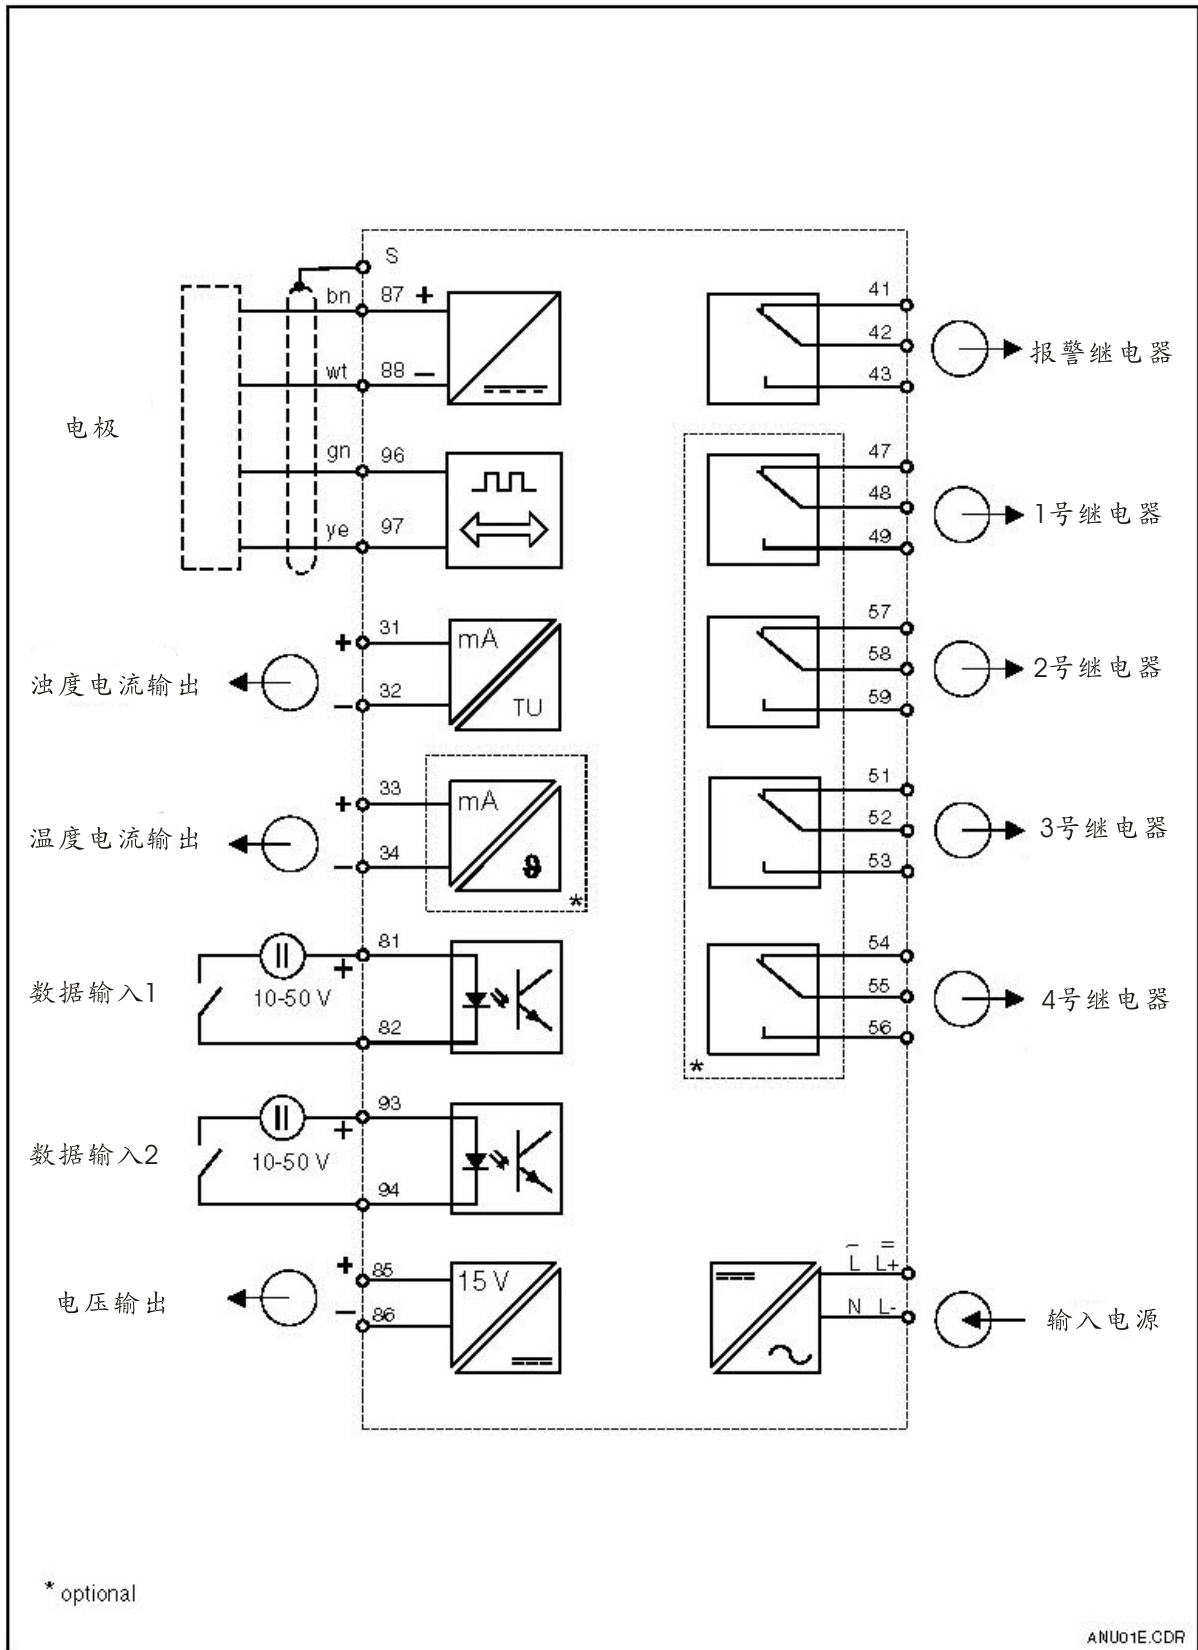 S
bn 87 +
wt 88 −
电极
gn 96
ye 97
41
42
43
报警继电器
47
48
49
1号继电器
+ 31
mA
浊度电流输出
− 32
TU
57
58
59
2号继电器
+ 33
mA
温度电流输出
− 34
ϑ
*
51
52
53
3号继电器
81
+
数据输入1
10-50 V
82
54
55
56
4号继电器
*
93
+
数据输入2
10-50 V
94
+ 85
15 V
电压输出
− 86
L L+
N L-
输入电源
* optional
ANU01E.CDR